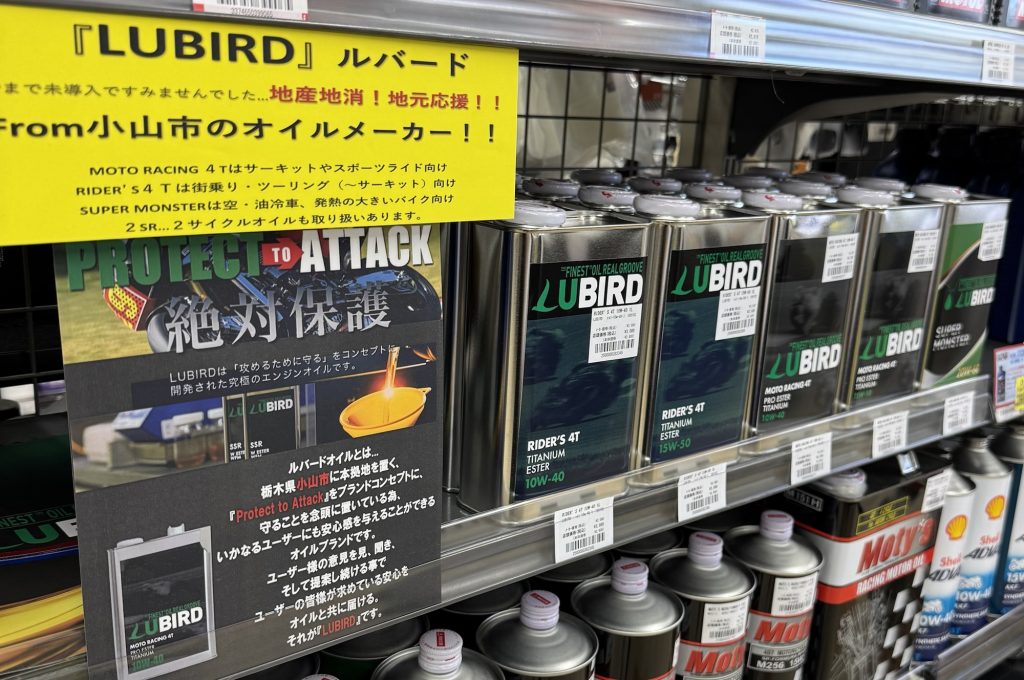 『LUBIRD』ルバード
まで未導入ですみませんでした...地産地消！地元応援！！
From小山市のオイルメーカー！！
MOTO RACING 4Tはサーキットやスポーツライド向け
RIDER'S4Tは街乗り・ツーリング（～サーキット）向け
SUPER MONSTERは空・油冷車、発熱の大きいバイク向け
2SR...2サイクルオイルも取り扱いあります。
PROTECT TO ATTACK
絶対保護
LUBIRDは「攻めるために守る」をコンセプトに
開発された究極のエンジンオイルです。
LUBIRD
SSR
SSR
ルバードオイルとは...
栃木県小山市に本拠地を置く、
『Protect to Attack』をブランドコンセプトに、
守ることを念頭に置いている為、
いかなるユーザーにも安心感を与えることができる
オイルブランドです。
ユーザー様の意見を見、聞き、
そして提案し続ける事で
ユーザーの皆様が求めている安心を
オイルと共に届ける。
それが『LUBIRD』です。
LUBIRD
MOTO RACING 4T
PRO ESTER
TITANIUM
10W-40
THE FINEST OIL REAL GROOVE
LUBIRD
RIDER'S 4T
TITANIUM
ESTER
10W-40
THE FINEST OIL REAL GROOVE
LUBIRD
RIDER'S 4T
TITANIUM
ESTER
15W-50
LUBIRD
MOTO RACING 4T
PRO ESTER
TITANIUM
10W-40
LUBIRD
MOTO RACING 4T
PRO ESTER
TITANIUM
LUBIRD
SUPER
MONSTER
Moty's
RACING MOTOR OIL
Moty's
M256
Shell
Shell